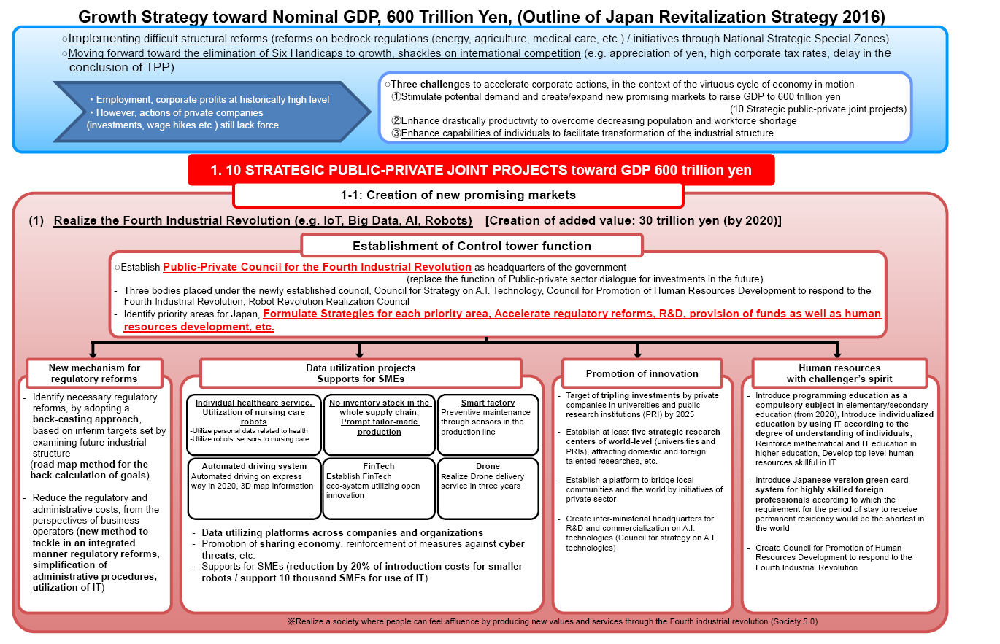 Growth Strategy toward Nominal GDP, 600 Trillion Yen, (Outline of Japan Revitalization Strategy 2016)
○Implementing difficult structural reforms (reforms on bedrock regulations (energy, agriculture, medical care, etc.) / initiatives through National Strategic Special Zones)
○Moving forward toward the elimination of Six Handicaps to growth, shackles on international competition (e.g. appreciation of yen, high corporate tax rates, delay in the
conclusion of TPP)
・Employment, corporate profits at historically high level
・However, actions of private companies
(investments, wage hikes etc.) still lack force
○Three challenges to accelerate corporate actions, in the context of the virtuous cycle of economy in motion
①Stimulate potential demand and create/expand new promising markets to raise GDP to 600 trillion yen
(10 Strategic public-private joint projects)
②Enhance drastically productivity to overcome decreasing population and workforce shortage
③Enhance capabilities of individuals to facilitate transformation of the industrial structure
1. 10 STRATEGIC PUBLIC-PRIVATE JOINT PROJECTS toward GDP 600 trillion yen
1-1: Creation of new promising markets
(1) Realize the Fourth Industrial Revolution (e.g. IoT, Big Data, AI, Robots) [Creation of added value: 30 trillion yen (by 2020)]
Establishment of Control tower function
○Establish Public-Private Council for the Fourth Industrial Revolution as headquarters of the government
(replace the function of Public-private sector dialogue for investments in the future)
- Three bodies placed under the newly established council, Council for Strategy on A.I. Technology, Council for Promotion of Human Resources Development to respond to the
Fourth Industrial Revolution, Robot Revolution Realization Council
- Identify priority areas for Japan, Formulate Strategies for each priority area, Accelerate regulatory reforms, R&D, provision of funds as well as human
resources development, etc.
New mechanism for
regulatory reforms
- Identify necessary regulatory
reforms, by adopting a
back-casting approach,
based on interim targets set by
examining future industrial
structure
(road map method for the
back calculation of goals)
- Reduce the regulatory and
administrative costs, from the
perspectives of business
operators (new method to
tackle in an integrated
manner regulatory reforms,
simplification of
administrative procedures,
utilization of IT)
Data utilization projects
Supports for SMEs
Individual healthcare service,
Utilization of nursing care
robots
-Utilize personal data related to health
-Utilize robots, sensors to nursing care
No inventory stock in the
whole supply chain,
Prompt tailor-made
production
Smart factory
Preventive maintenance
through sensors in the
production line
Automated driving system
Automated driving on express
way in 2020, 3D map information
FinTech
Establish FinTech
eco-system utilizing open
innovation
Drone
Realize Drone delivery
service in three years
- Data utilizing platforms across companies and organizations
- Promotion of sharing economy, reinforcement of measures against cyber
threats, etc.
- Supports for SMEs (reduction by 20% of introduction costs for smaller
robots / support 10 thousand SMEs for use of IT)
Promotion of innovation
- Target of tripling investments by private
companies in universities and public
research institutions (PRI) by 2025
- Establish at least five strategic research
centers of world-level (universities and
PRIs), attracting domestic and foreign
talented researches, etc.
- Establish a platform to bridge local
communities and the world by initiatives of
private sector
- Create inter-ministerial headquarters for
R&D and commercialization on A.I.
technologies (Council for strategy on A.I.
technologies)
Human resources
with challenger's spirit
- Introduce programming education as a
compulsory subject in elementary/secondary
education (from 2020), Introduce individualized
education by using IT according to the
degree of understanding of individuals,
Reinforce mathematical and IT education in
higher education, Develop top level human
resources skillful in IT
-- Introduce Japanese-version green card
system for highly skilled foreign
professionals according to which the
requirement for the period of stay to receive
permanent residency would be the shortest in
the world
- Create Council for Promotion of Human
Resources Development to respond to the
Fourth Industrial Revolution
※Realize a society where people can feel affluence by producing new values and services through the Fourth industrial revolution (Society 5.0)